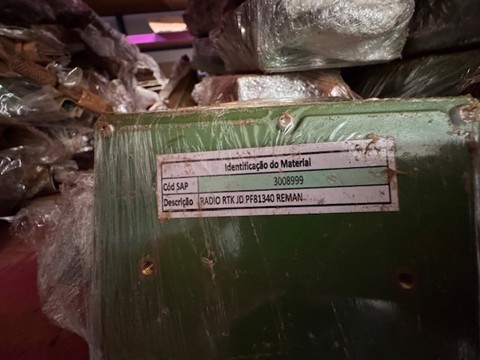 Identificação do Material
Cód SAP 3008999
Descrição RADIO RTK JD PF81340 REMAN